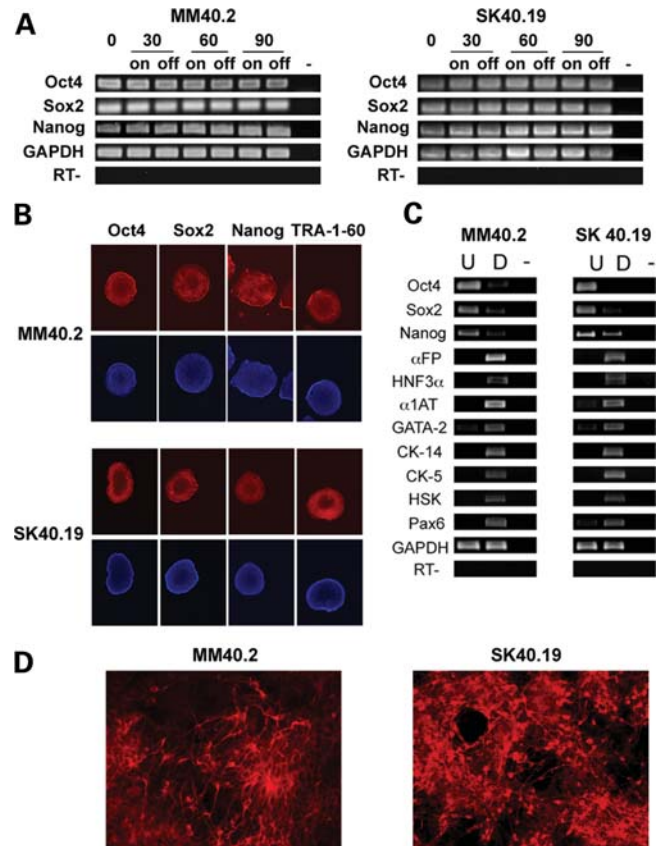 A
MM40.2
0 30 60 90
on off on off on off -
Oct4
Sox2
Nanog
GAPDH
RT-
SK40.19
0 30 60 90
on off on off on off -
Oct4
Sox2
Nanog
GAPDH
RT-
B
Oct4 Sox2 Nanog TRA-1-60
MM40.2
SK40.19
C
MM40.2 SK 40.19
U D - U D -
Oct4
Sox2
Nanog
αFP
HNF3α
α1AT
GATA-2
CK-14
CK-5
HSK
Pax6
GAPDH
RT-
D
MM40.2 SK40.19